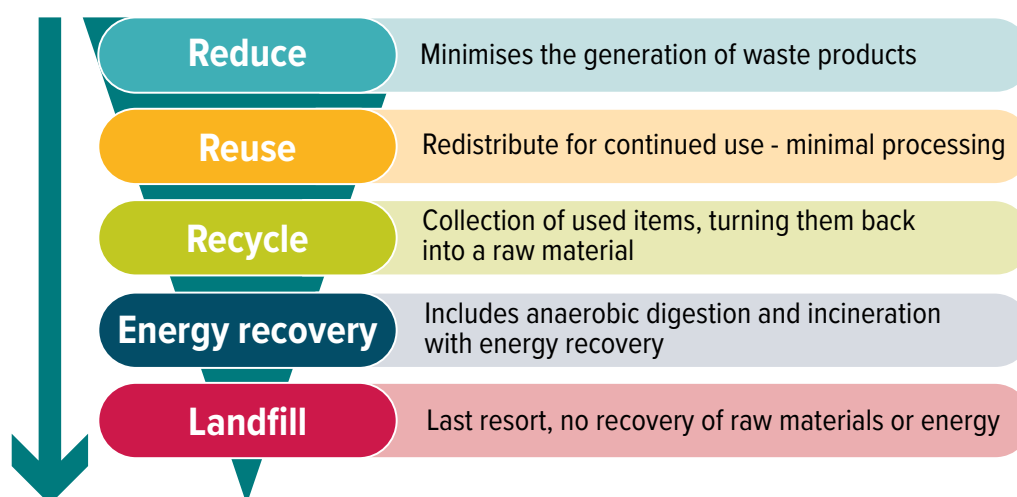 Reduce
Minimises the generation of waste products
Reuse
Redistribute for continued use - minimal processing
Recycle
Collection of used items, turning them back
into a raw material
Energy recovery
Includes anaerobic digestion and incineration
with energy recovery
Landfill
Last resort, no recovery of raw materials or energy